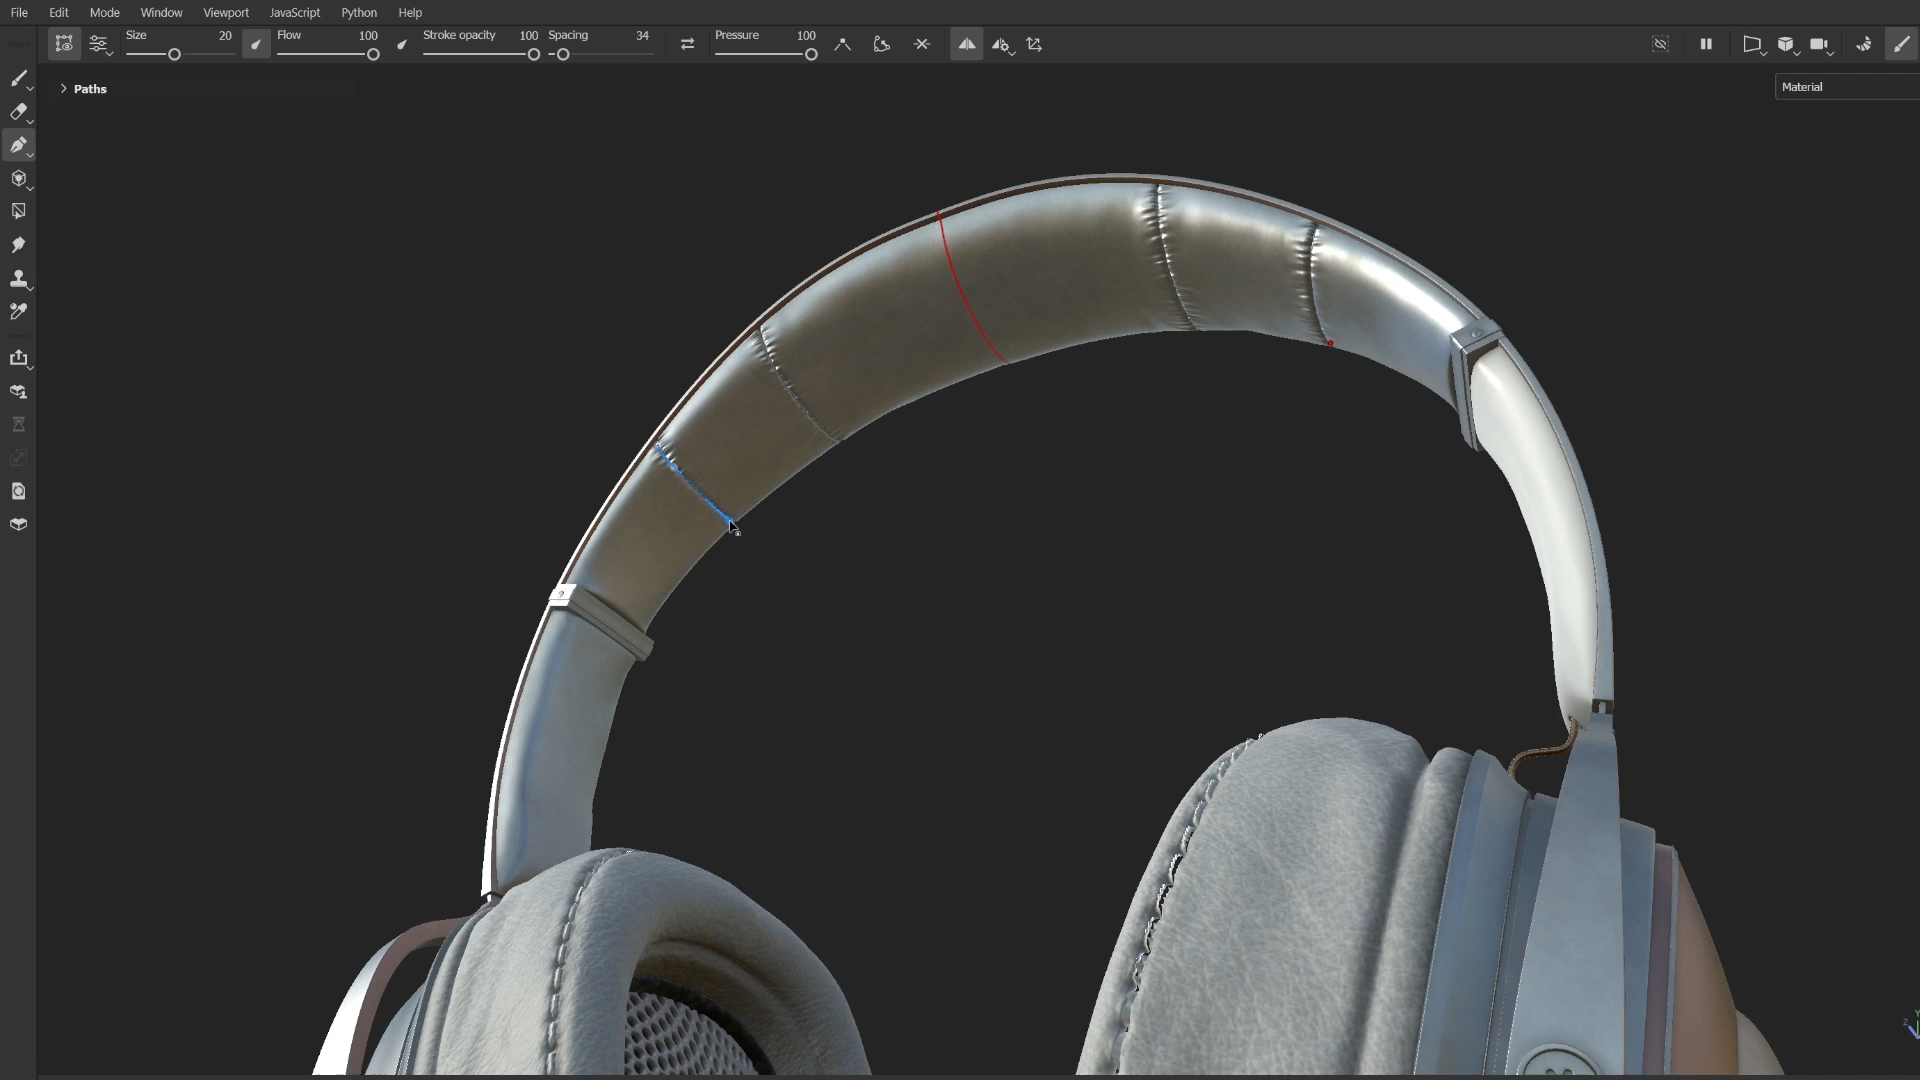 File Edit Mode Window Viewport JavaScript Python Help
Size 20 Flow 100 Stroke opacity 100 Spacing 34 Pressure 100
Paths
Material
Y
Z